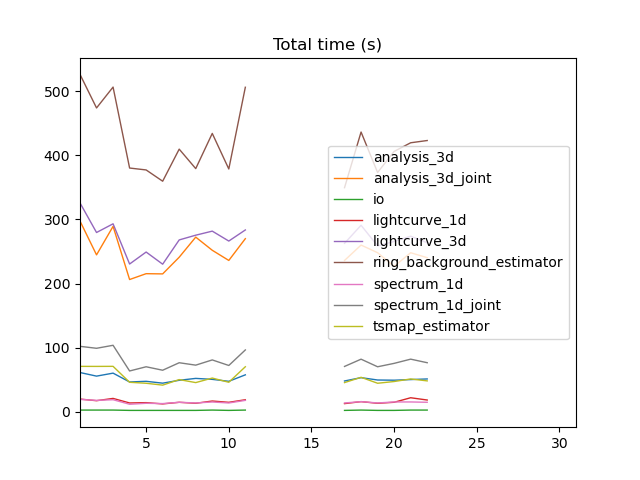 Total time (s)
500
400
300
200
100
0
analysis_3d
analysis_3d_joint
io
lightcurve_1d
lightcurve_3d
ring_background_estimator
spectrum_1d
spectrum_1d_joint
tsmap_estimator
5 10 15 20 25 30